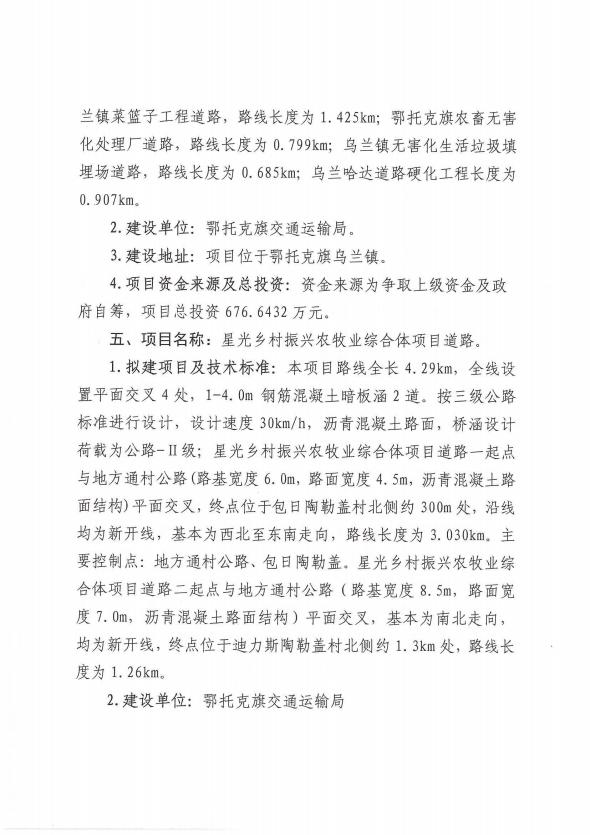 兰镇菜篮子工程道路，路线长度为 1.425km；鄂托克旗农畜无害
化处理厂道路，路线长度为 0.799km；乌兰镇无害化生活垃圾填
埋场道路，路线长度为 0.685km；乌兰哈达道路硬化工程长度为
0.907km。
2.建设单位：鄂托克旗交通运输局。
3.建设地址：项目位于鄂托克旗乌兰镇。
4.项目资金来源及总投资：资金来源为争取上级资金及政
府自筹，项目总投资 676.6432 万元。
五、项目名称：星光乡村振兴农牧业综合体项目道路。
1.拟建项目及技术标准：本项目路线全长 4.29km，全线设
置平面交叉 4 处，1-4.0m 钢筋混凝土暗板涵 2 道。按三级公路
标准进行设计，设计速度 30km/h，沥青混凝土路面，桥涵设计
荷载为公路-Ⅱ级；星光乡村振兴农牧业综合体项目道路一起点
与地方通村公路(路基宽度 6.0m，路面宽度 4.5m，沥青混凝土路
面结构)平面交叉，终点位于包日陶勒盖村北侧约 300m 处，沿线
均为新开线，基本为西北至东南走向，路线长度为 3.030km。主
要控制点：地方通村公路、包日陶勒盖。星光乡村振兴农牧业综
合体项目道路二起点与地方通村公路（路基宽度 8.5m，路面宽
度 7.0m，沥青混凝土路面结构）平面交叉，基本为南北走向，
均为新开线，终点位于迪力斯陶勒盖村北侧约 1.3km 处，路线长
度为 1.26km。
2.建设单位：鄂托克旗交通运输局